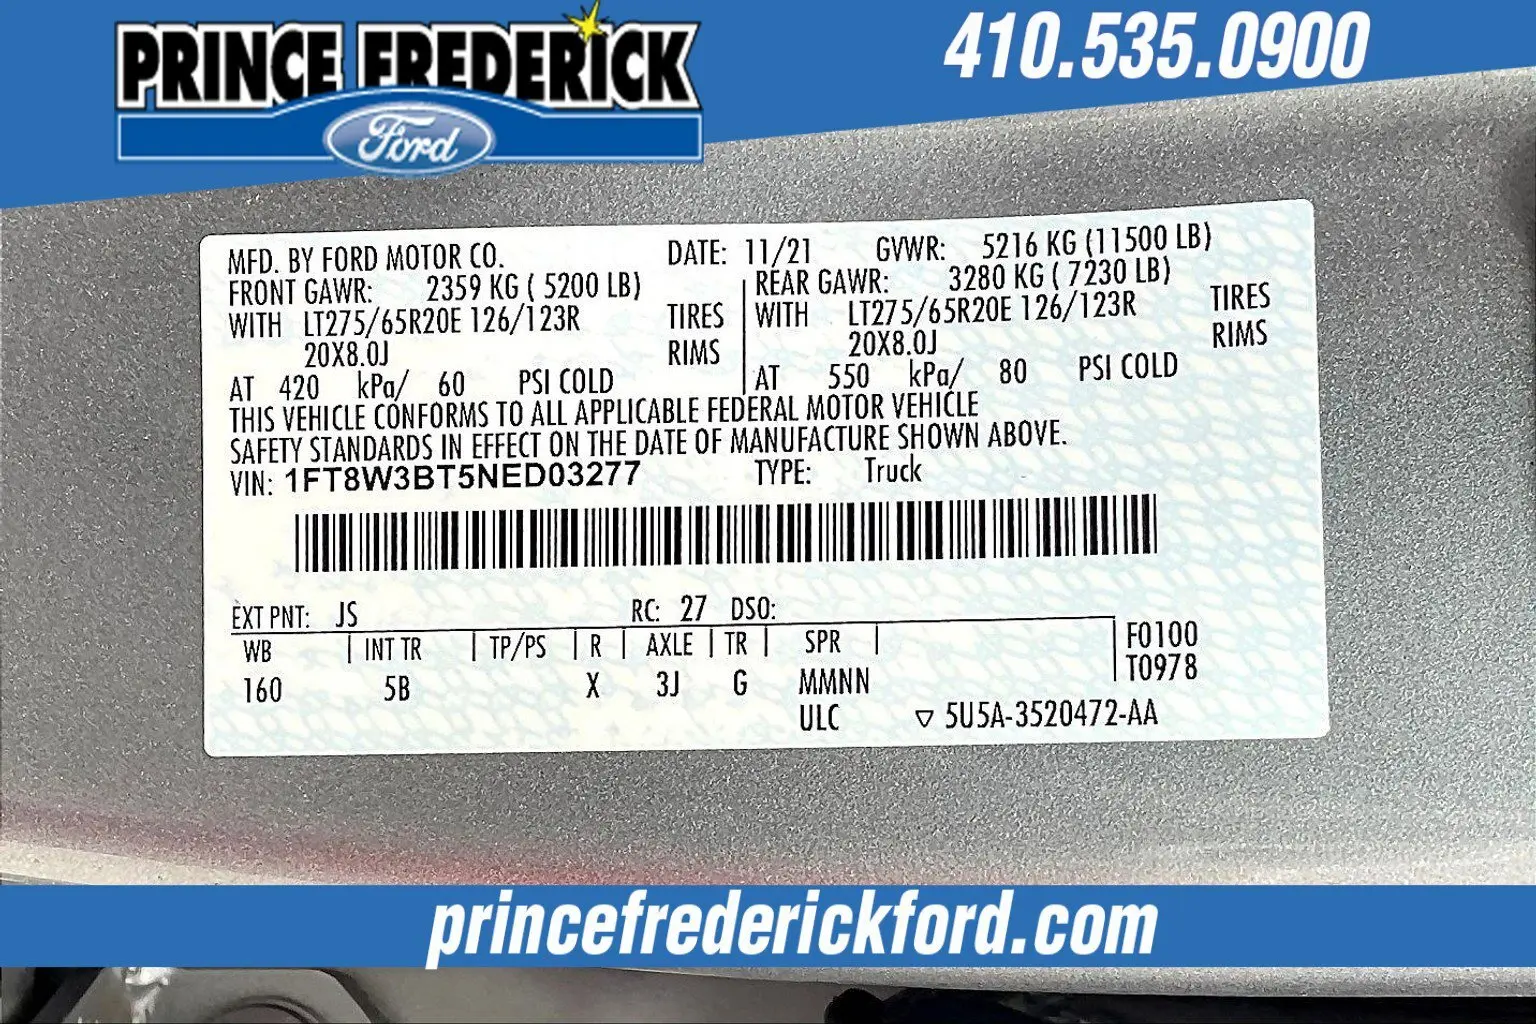 PRINCE FREDERICK
Ford
410.535.0900
MFD. BY FORD MOTOR CO. DATE: 11/21 GVWR: 5216 KG (11500 LB)
FRONT GAWR: 2359 KG ( 5200 LB) REAR GAWR: 3280 KG ( 7230 LB)
WITH LT275/65R20E 126/123R TIRES WITH LT275/65R20E 126/123R TIRES
20X8.0J RIMS 20X8.0J RIMS
AT 420 kPa/ 60 PSI COLD AT 550 kPa/ 80 PSI COLD
THIS VEHICLE CONFORMS TO ALL APPLICABLE FEDERAL MOTOR VEHICLE
SAFETY STANDARDS IN EFFECT ON THE DATE OF MANUFACTURE SHOWN ABOVE.
VIN: 1FT8W3BT5NED03277 TYPE: Truck
EXT PNT: JS RC: 27 DSO:
WB INT TR TP/PS R AXLE TR SPR F0100
160 5B X 3J G MMNN T0978
ULC ▽ 5U5A-3520472-AA
princefrederickford.com